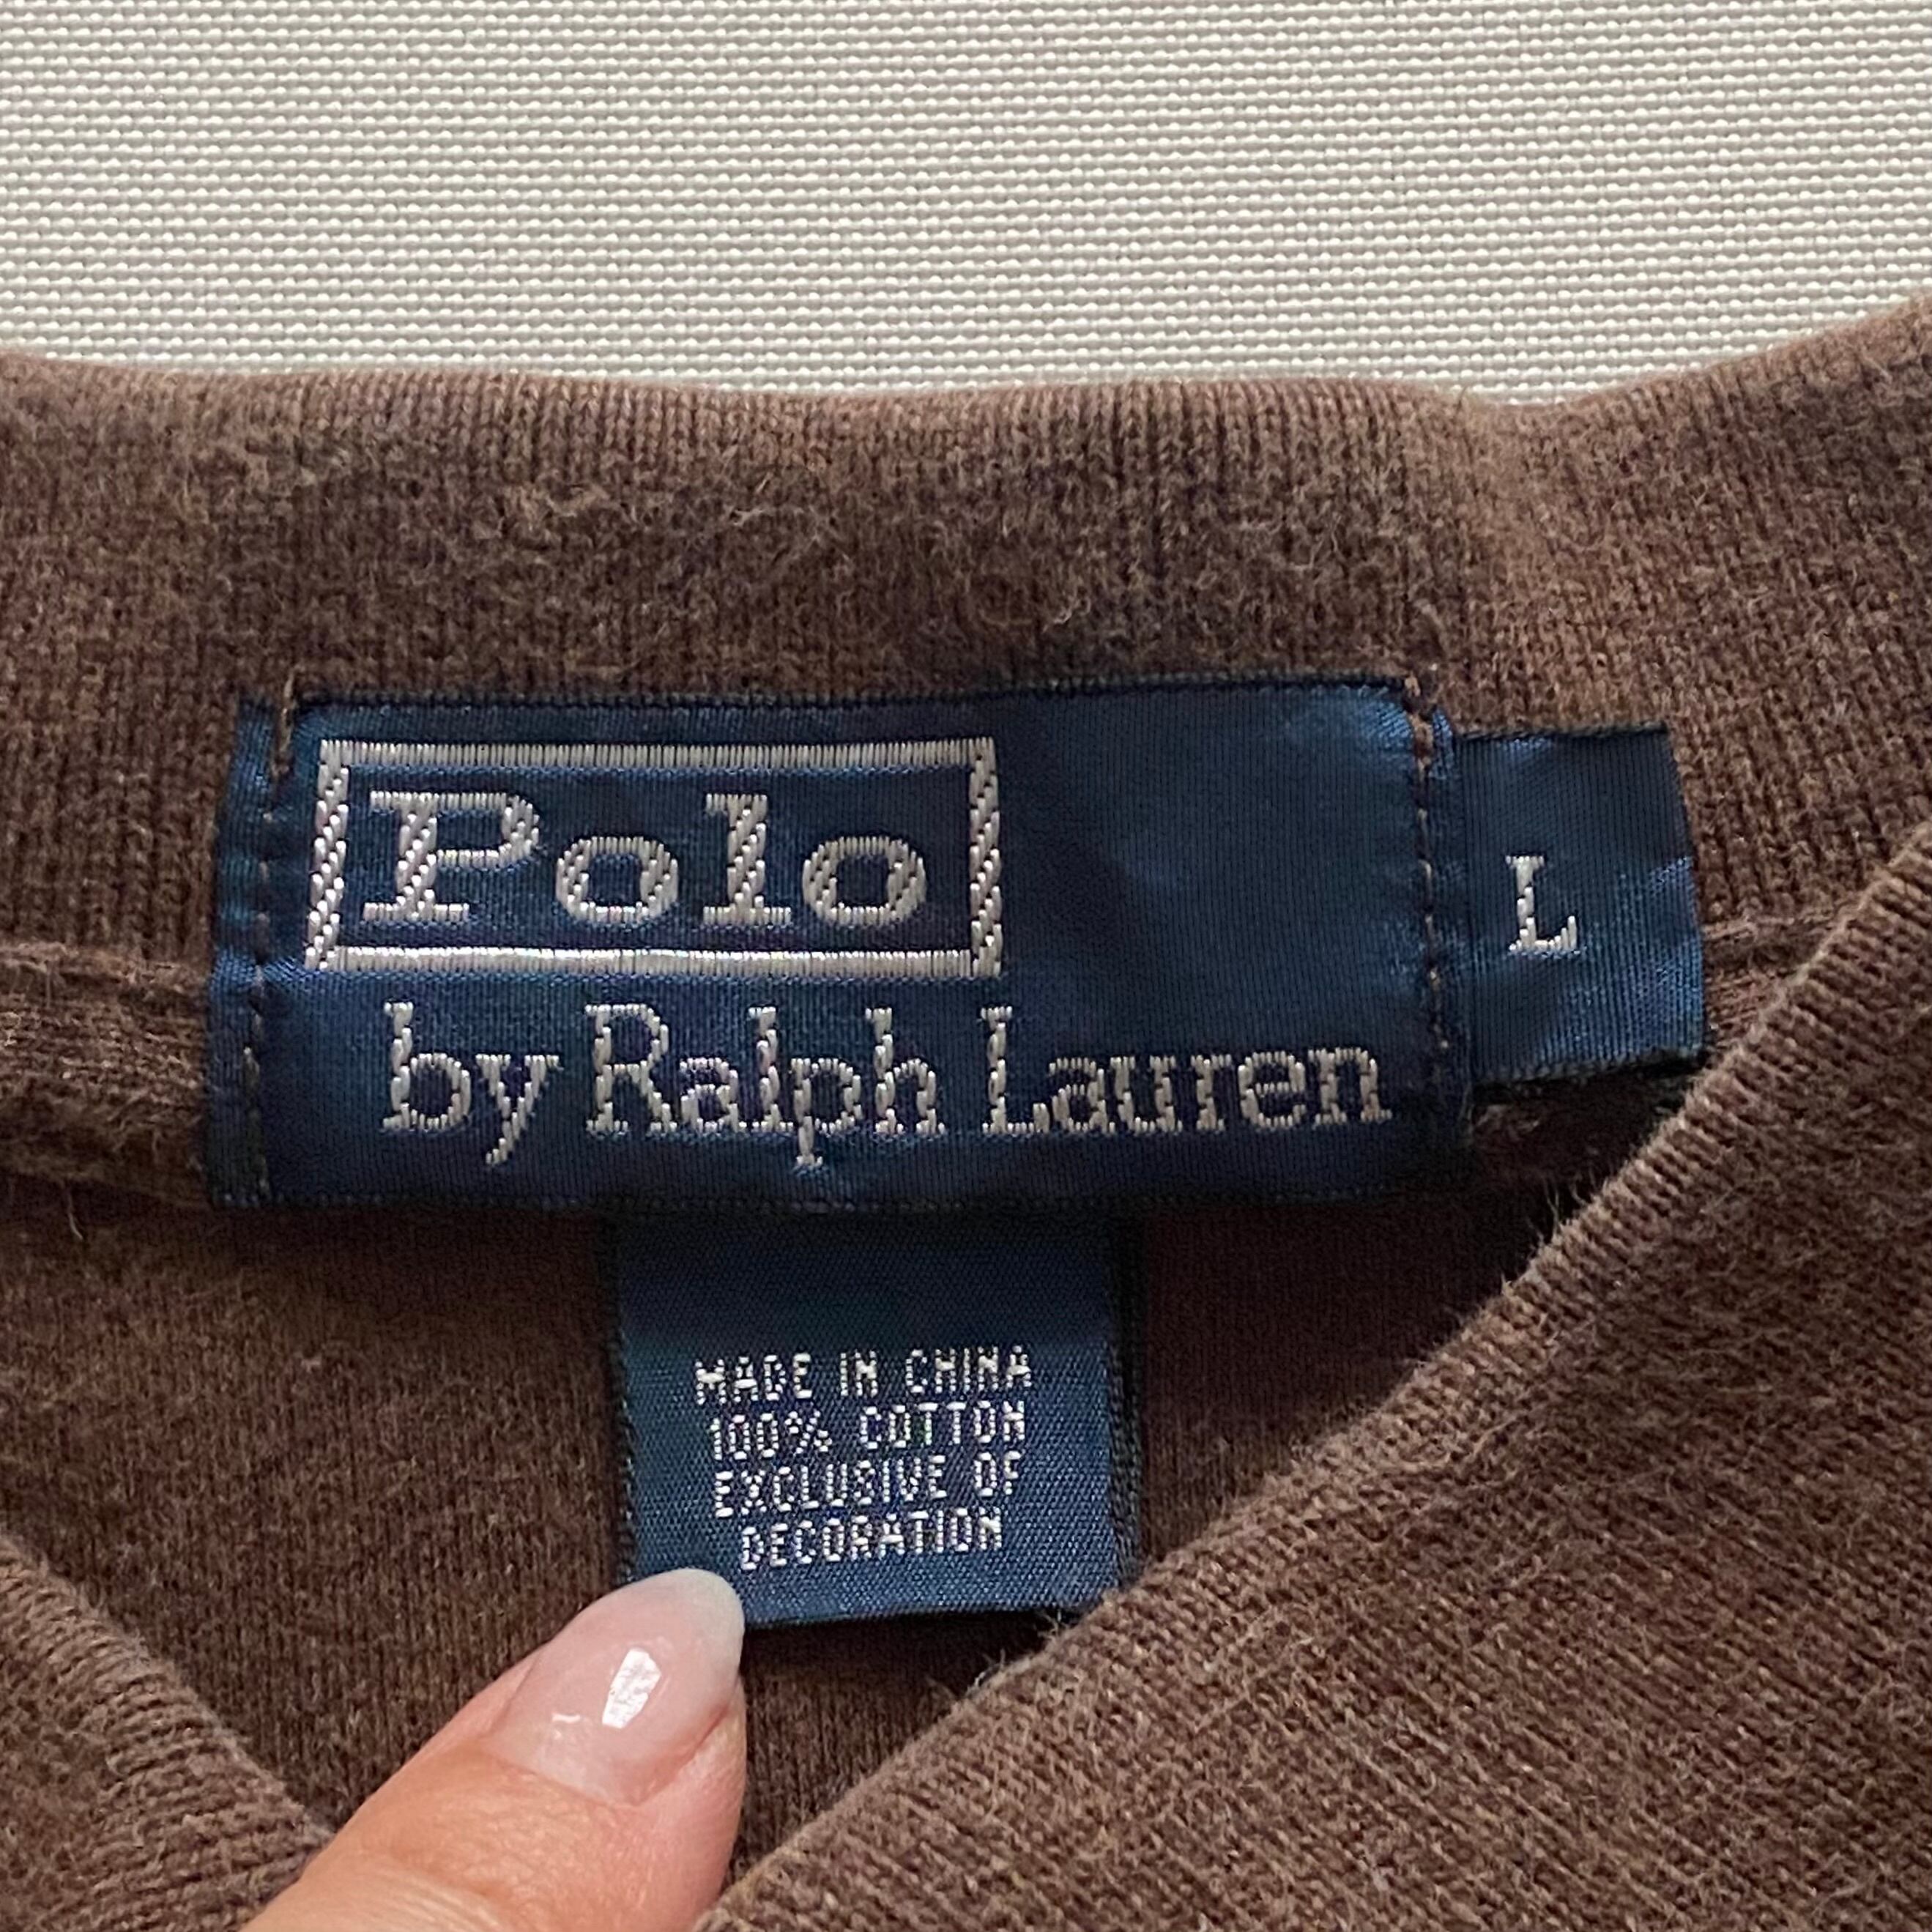 Polo
by Ralph Lauren
L
MADE IN CHINA
100% COTTON
EXCLUSIVE OF
DECORATION